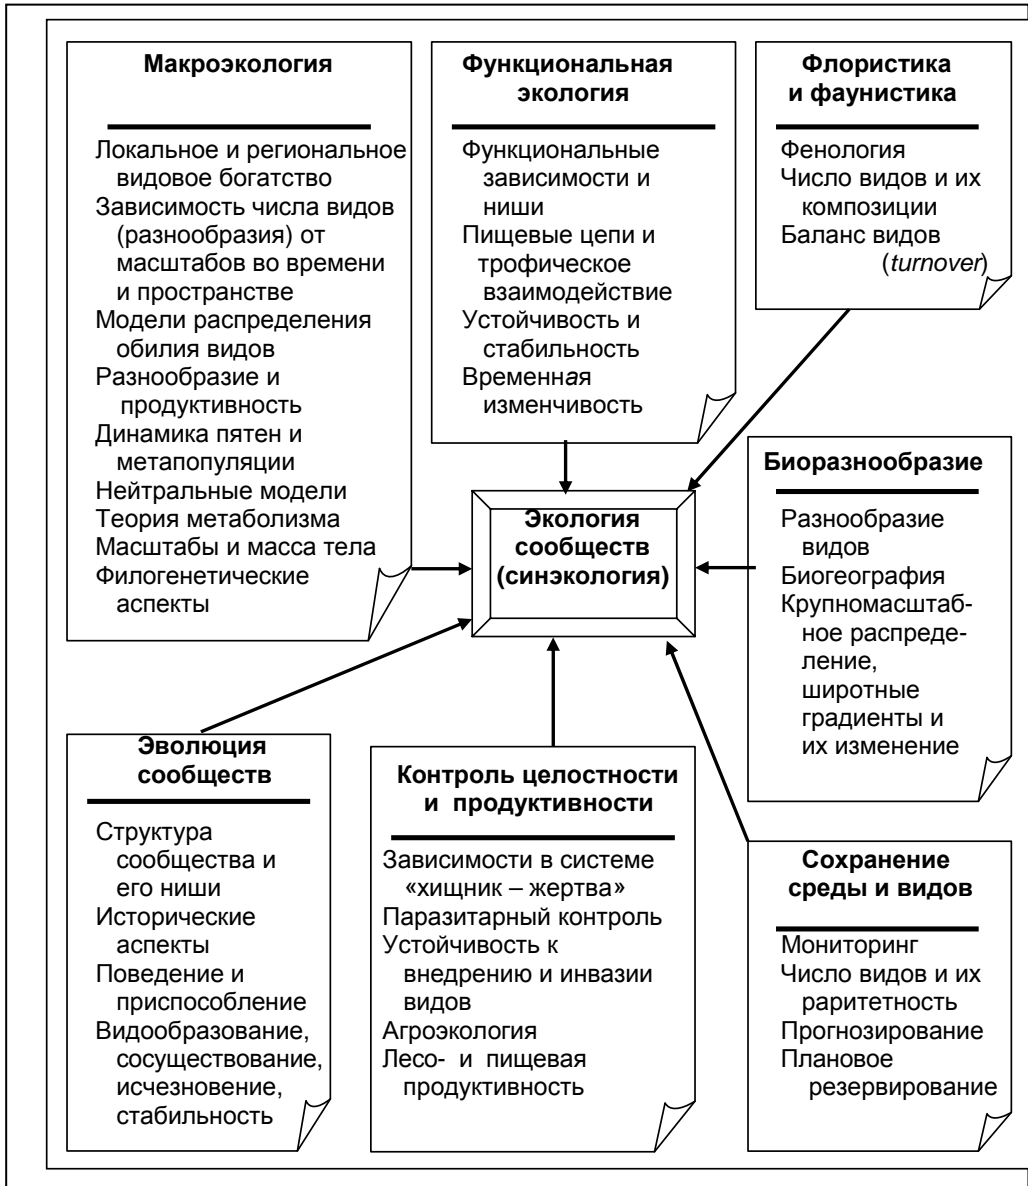 Макроэкология
Локальное и региональное
видовое богатство
Зависимость числа видов
(разнообразия) от
масштабов во времени
и пространстве
Модели распределения
обилия видов
Разнообразие и
продуктивность
Динамика пятен и
метапопуляции
Нейтральные модели
Теория метаболизма
Масштабы и масса тела
Филогенетические
аспекты
Функциональная
экология
Функциональные
зависимости и
ниши
Пищевые цепи и
трофическое
взаимодействие
Устойчивость и
стабильность
Временная
изменчивость
Флористика
и фаунистика
Фенология
Число видов и их
композиции
Баланс видов
(turnover)
Экология
сообществ
(синэкология)
Биоразнообразие
Разнообразие
видов
Биогеография
Крупномасштаб-
ное распреде-
ление,
широтные
градиенты и
их изменение
Эволюция
сообществ
Структура
сообщества и
его ниши
Исторические
аспекты
Поведение и
приспособление
Видообразование,
сосуществование,
исчезновение,
стабильность
Контроль целостности
и продуктивности
Зависимости в системе
«хищник – жертва»
Паразитарный контроль
Устойчивость к
внедрению и инвазии
видов
Агроэкология
Лесо- и пищевая
продуктивность
Сохранение
среды и видов
Мониторинг
Число видов и их
раритетность
Прогнозирование
Плановое
резервирование